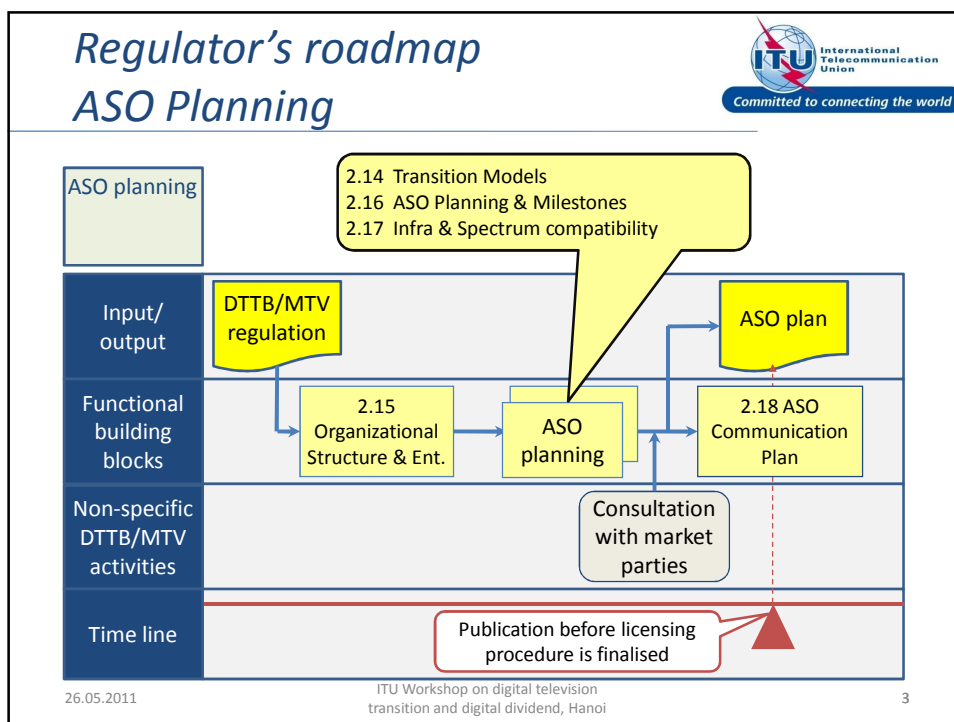 Regulator's roadmap
ASO Planning
ITU
International
Telecommunication
Union
Committed to connecting the world
ASO planning
2.14 Transition Models
2.16 ASO Planning & Milestones
2.17 Infra & Spectrum compatibility
Input/
output
DTTB/MTV
regulation
ASO plan
Functional
building
blocks
2.15
Organizational
Structure & Ent.
ASO
planning
2.18 ASO
Communication
Plan
Non-specific
DTTB/MTV
activities
Consultation
with market
parties
Time line
Publication before licensing
procedure is finalised
26.05.2011
ITU Workshop on digital television
transition and digital dividend, Hanoi
3